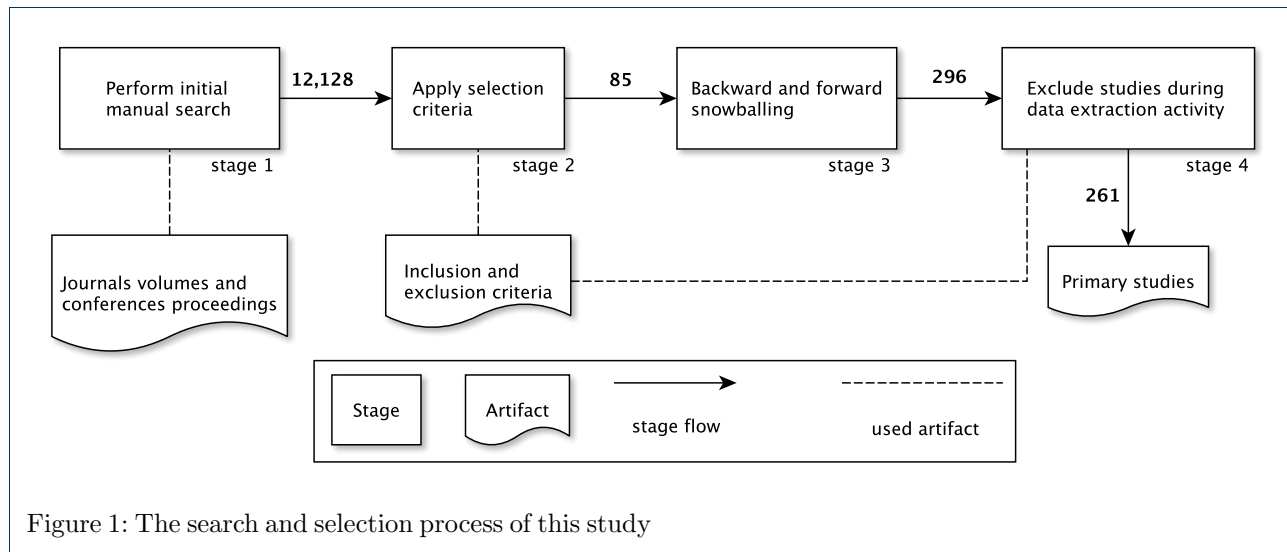 Perform initial
manual search
stage 1
12,128
Apply selection
criteria
stage 2
85
Backward and forward
snowballing
stage 3
296
Exclude studies during
data extraction activity
stage 4
261
Journals volumes and
conferences proceedings
Inclusion and
exclusion criteria
Primary studies
Stage
Artifact
stage flow
used artifact
Figure 1: The search and selection process of this study